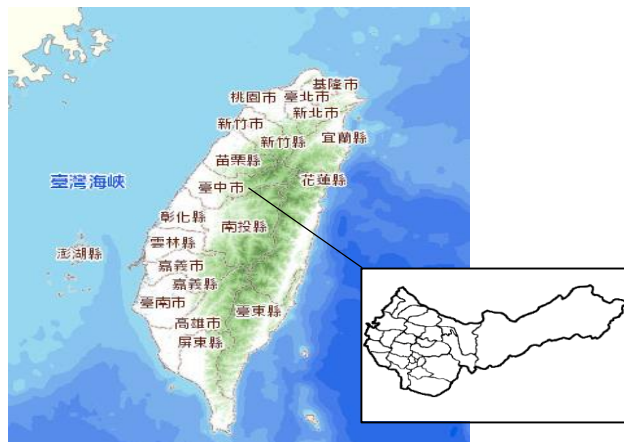 基隆市
桃園市
臺北市
新北市
新竹市
新竹縣
宜蘭縣
苗栗縣
臺灣海峽
臺中市
花蓮縣
彰化縣
南投縣
雲林縣
澎湖縣
嘉義市
嘉義縣
臺南市
臺東縣
高雄市
屏東縣